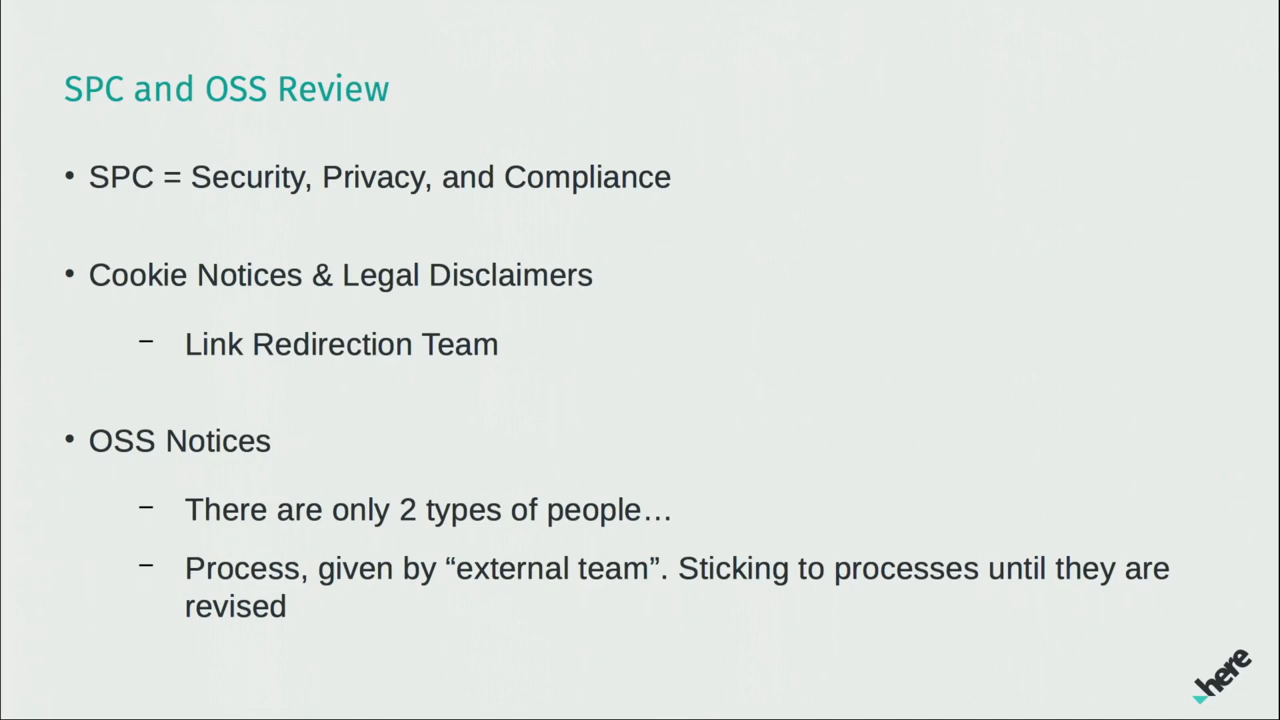 SPC and OSS Review
• SPC = Security, Privacy, and Compliance
• Cookie Notices & Legal Disclaimers
– Link Redirection Team
• OSS Notices
– There are only 2 types of people…
– Process, given by “external team”. Sticking to processes until they are
revised
here